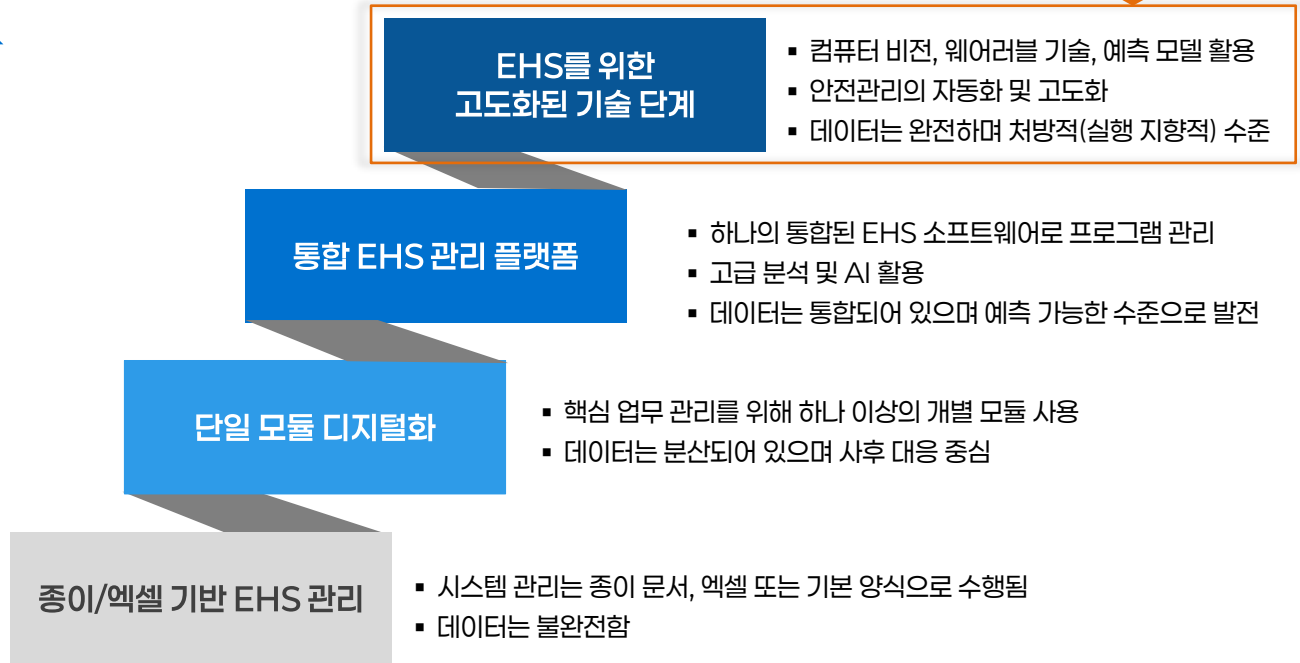 EHS를 위한
고도화된 기술 단계
▪ 컴퓨터 비전, 웨어러블 기술, 예측 모델 활용
▪ 안전관리의 자동화 및 고도화
▪ 데이터는 완전하며 처방적(실행 지향적) 수준
통합 EHS 관리 플랫폼
▪ 하나의 통합된 EHS 소프트웨어로 프로그램 관리
▪ 고급 분석 및 AI 활용
▪ 데이터는 통합되어 있으며 예측 가능한 수준으로 발전
단일 모듈 디지털화
▪ 핵심 업무 관리를 위해 하나 이상의 개별 모듈 사용
▪ 데이터는 분산되어 있으며 사후 대응 중심
종이/엑셀 기반 EHS 관리
▪ 시스템 관리는 종이 문서, 엑셀 또는 기본 양식으로 수행됨
▪ 데이터는 불완전함